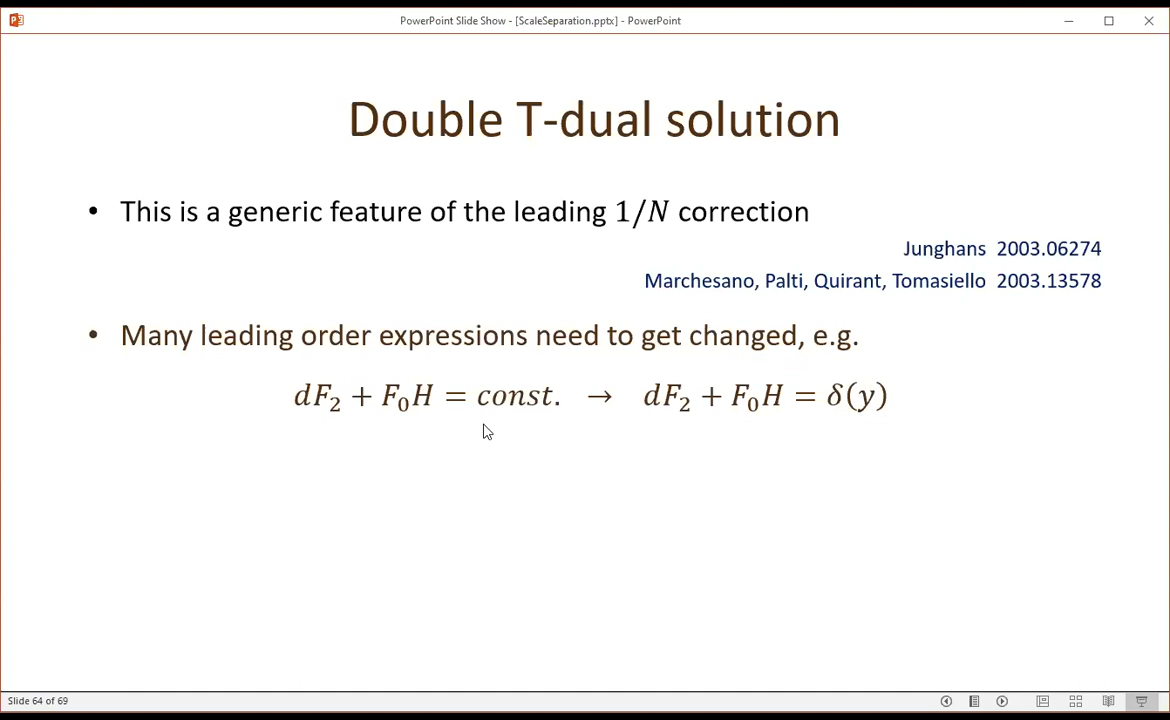 PowerPoint Slide Show - [ScaleSeparation.pptx] - PowerPoint
Double T-dual solution
• This is a generic feature of the leading 1/N correction
Junghans 2003.06274
Marchesano, Palti, Quirant, Tomasiello 2003.13578
• Many leading order expressions need to get changed, e.g.
dF₂ + F₀H = const. → dF₂ + F₀H = δ(y)
Slide 64 of 69